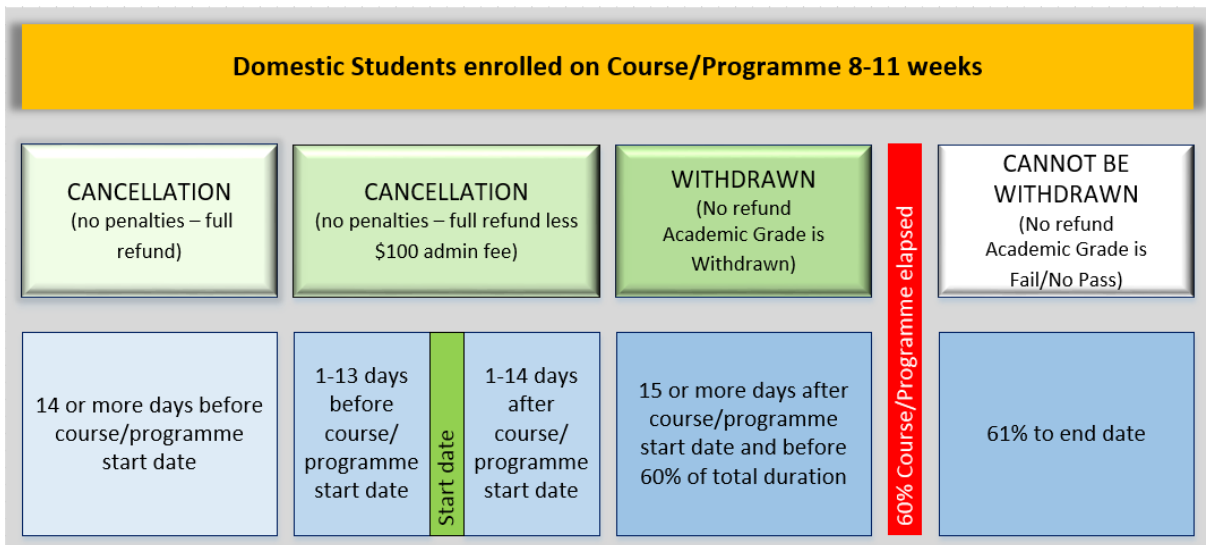 Domestic Students enrolled on Course/Programme 8-11 weeks
CANCELLATION
(no penalties – full
refund)
CANCELLATION
(no penalties – full refund less
$100 admin fee)
WITHDRAWN
(No refund
Academic Grade is
Withdrawn)
60% Course/Programme elapsed
CANNOT BE
WITHDRAWN
(No refund
Academic Grade is
Fail/No Pass)
14 or more days before
course/programme
start date
1-13 days
before
course/
programme
start date
Start date
1-14 days
after
course/
programme
start date
15 or more days after
course/programme
start date and before
60% of total duration
61% to end date